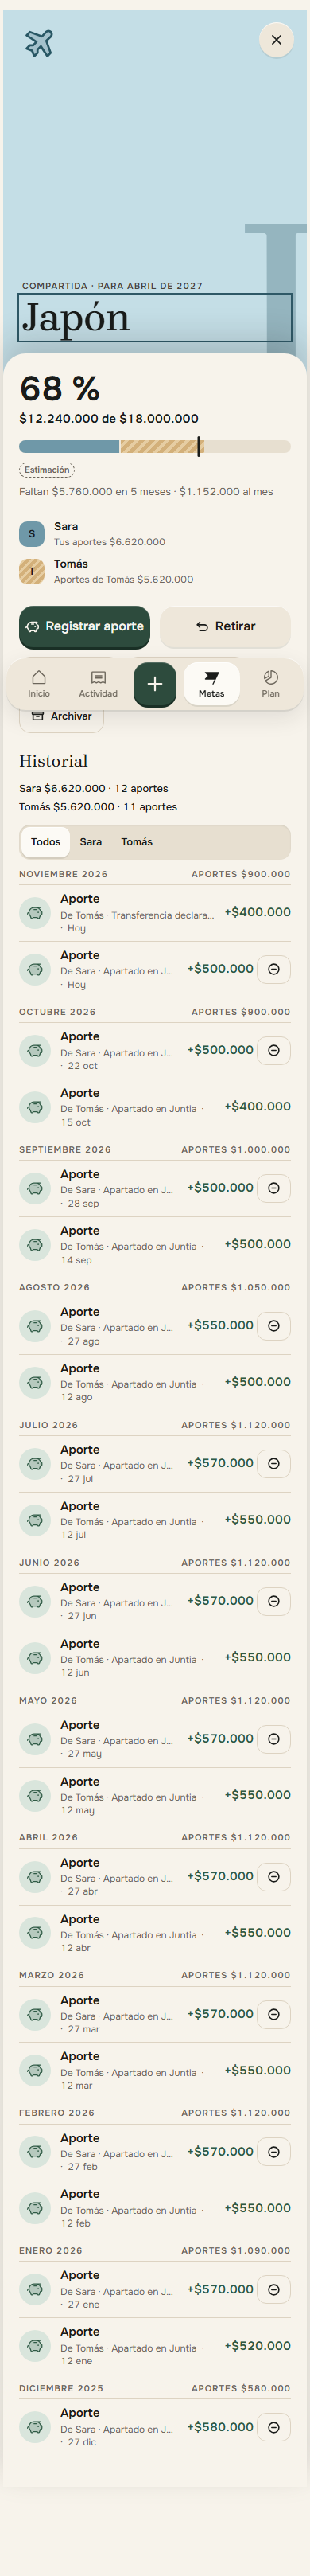 COMPARTIDA · PARA ABRIL DE 2027
Japón
68 %
$12.240.000 de $18.000.000
Estimación
Faltan $5.760.000 en 5 meses · $1.152.000 al mes
S
Sara
Tus aportes $6.620.000
T
Tomás
Aportes de Tomás $5.620.000
Registrar aporte
Retirar
Inicio
Actividad
Metas
Plan
Archivar
Historial
Sara $6.620.000 · 12 aportes
Tomás $5.620.000 · 11 aportes
Todos
Sara
Tomás
NOVIEMBRE 2026 APORTES $900.000
Aporte
De Tomás · Transferencia declara... +$400.000
· Hoy
Aporte
De Sara · Apartado en J... +$500.000
· Hoy
OCTUBRE 2026 APORTES $900.000
Aporte
De Sara · Apartado en J... +$500.000
· 22 oct
Aporte
De Tomás · Apartado en Juntia · +$400.000
15 oct
SEPTIEMBRE 2026 APORTES $1.000.000
Aporte
De Sara · Apartado en J... +$500.000
· 28 sep
Aporte
De Tomás · Apartado en Juntia · +$500.000
14 sep
AGOSTO 2026 APORTES $1.050.000
Aporte
De Sara · Apartado en J... +$550.000
· 27 ago
Aporte
De Tomás · Apartado en Juntia · +$500.000
12 ago
JULIO 2026 APORTES $1.120.000
Aporte
De Sara · Apartado en J... +$570.000
· 27 jul
Aporte
De Tomás · Apartado en Juntia · +$550.000
12 jul
JUNIO 2026 APORTES $1.120.000
Aporte
De Sara · Apartado en J... +$570.000
· 27 jun
Aporte
De Tomás · Apartado en Juntia · +$550.000
12 jun
MAYO 2026 APORTES $1.120.000
Aporte
De Sara · Apartado en J... +$570.000
· 27 may
Aporte
De Tomás · Apartado en Juntia · +$550.000
12 may
ABRIL 2026 APORTES $1.120.000
Aporte
De Sara · Apartado en J... +$570.000
· 27 abr
Aporte
De Tomás · Apartado en Juntia · +$550.000
12 abr
MARZO 2026 APORTES $1.120.000
Aporte
De Sara · Apartado en J... +$570.000
· 27 mar
Aporte
De Tomás · Apartado en Juntia · +$550.000
12 mar
FEBRERO 2026 APORTES $1.120.000
Aporte
De Sara · Apartado en J... +$570.000
· 27 feb
Aporte
De Tomás · Apartado en Juntia · +$550.000
12 feb
ENERO 2026 APORTES $1.090.000
Aporte
De Sara · Apartado en J... +$570.000
· 27 ene
Aporte
De Tomás · Apartado en Juntia · +$520.000
12 ene
DICIEMBRE 2025 APORTES $580.000
Aporte
De Sara · Apartado en J... +$580.000
· 27 dic